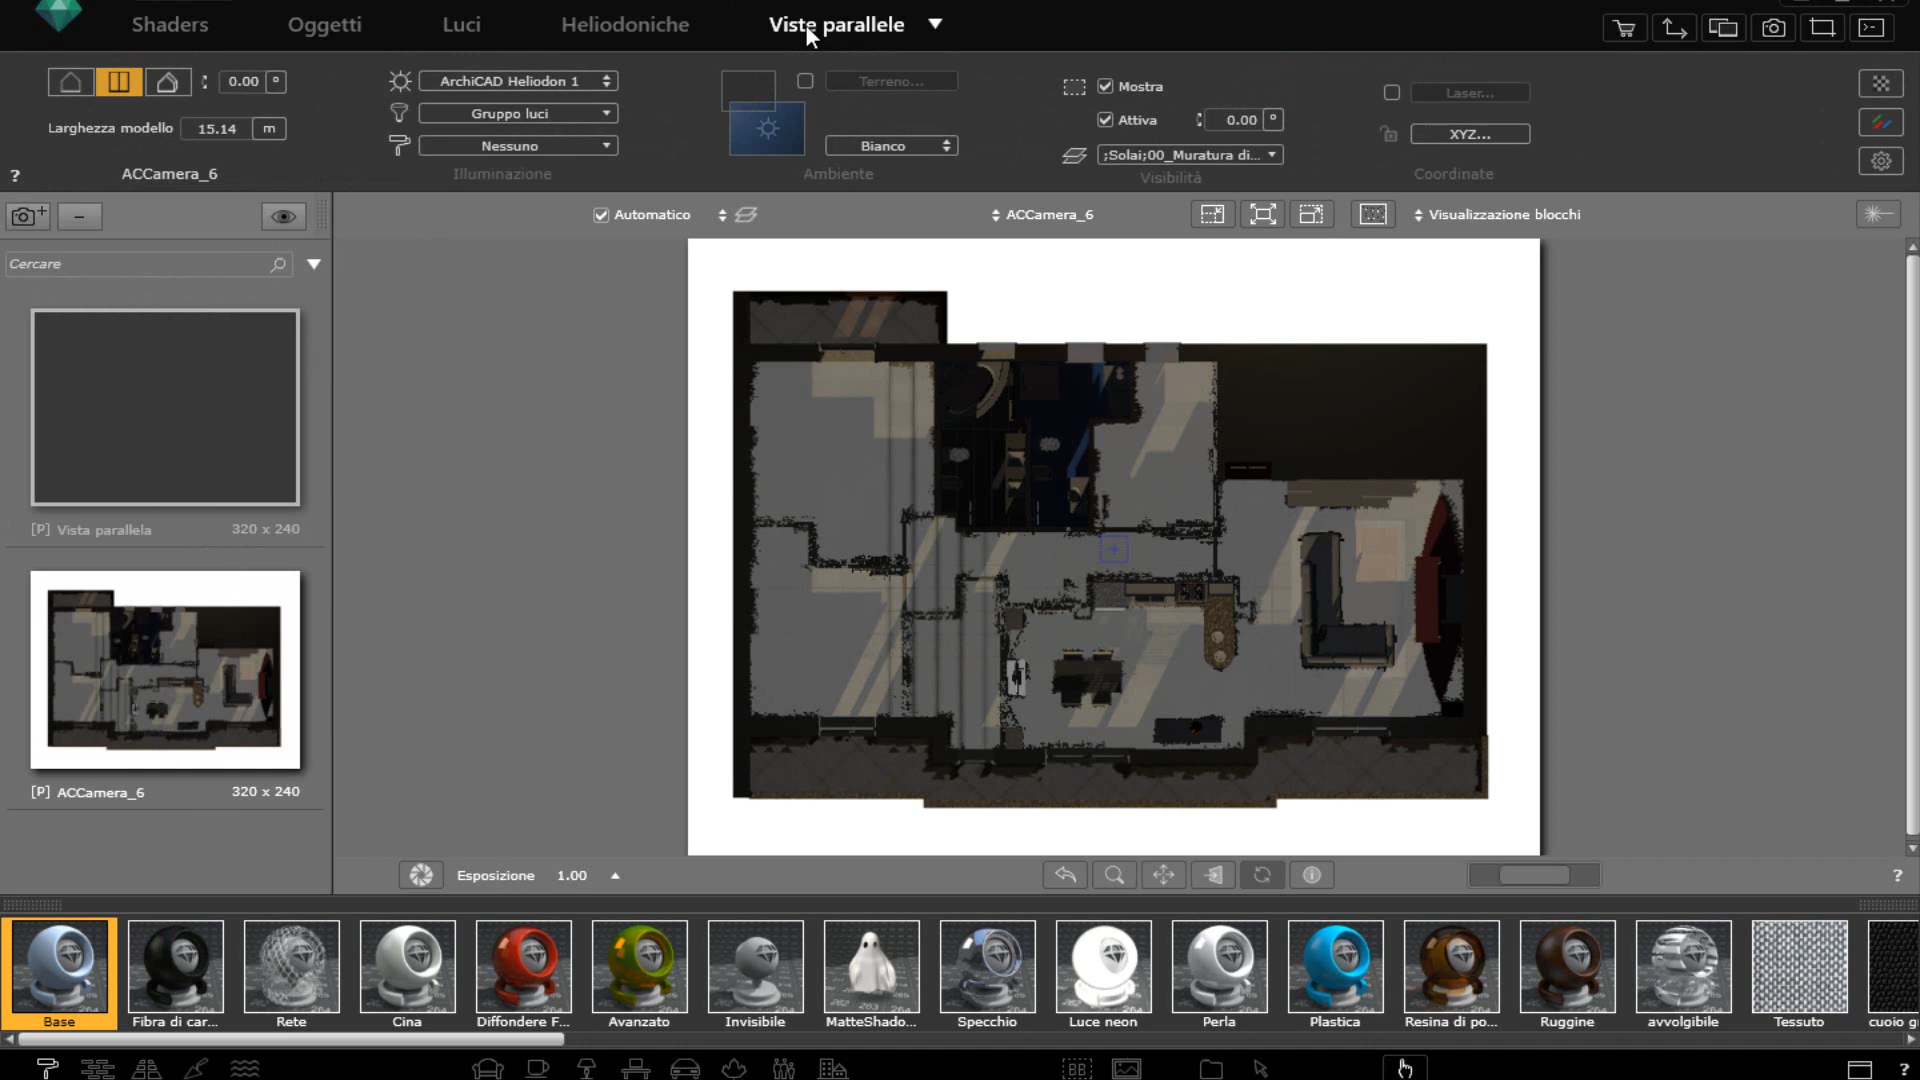 Shaders
Oggetti
Luci
Heliodoniche
Viste parallele
0.00 °
ArchiCAD Heliodon 1
Terreno...
Mostra
Laser...
Gruppo luci
Attiva
0.00 °
Larghezza modello 15.14 m
XYZ...
Nessuno
Bianco
;Solai;00_Muratura di...
? ACCamera_6
Illuminazione
Ambiente
Visibilità
Coordinate
Automatico
ACCamera_6
Visualizzazione blocchi
Cercare
[P] Vista parallela 320 x 240
[P] ACCamera_6 320 x 240
Esposizione 1.00
?
Base
Fibra di car...
Rete
Cina
Diffondere F...
Avanzato
Invisibile
MatteShado...
Specchio
Luce neon
Perla
Plastica
Resina di po...
Ruggine
avvolgibile
Tessuto
cuoio g
BB
?